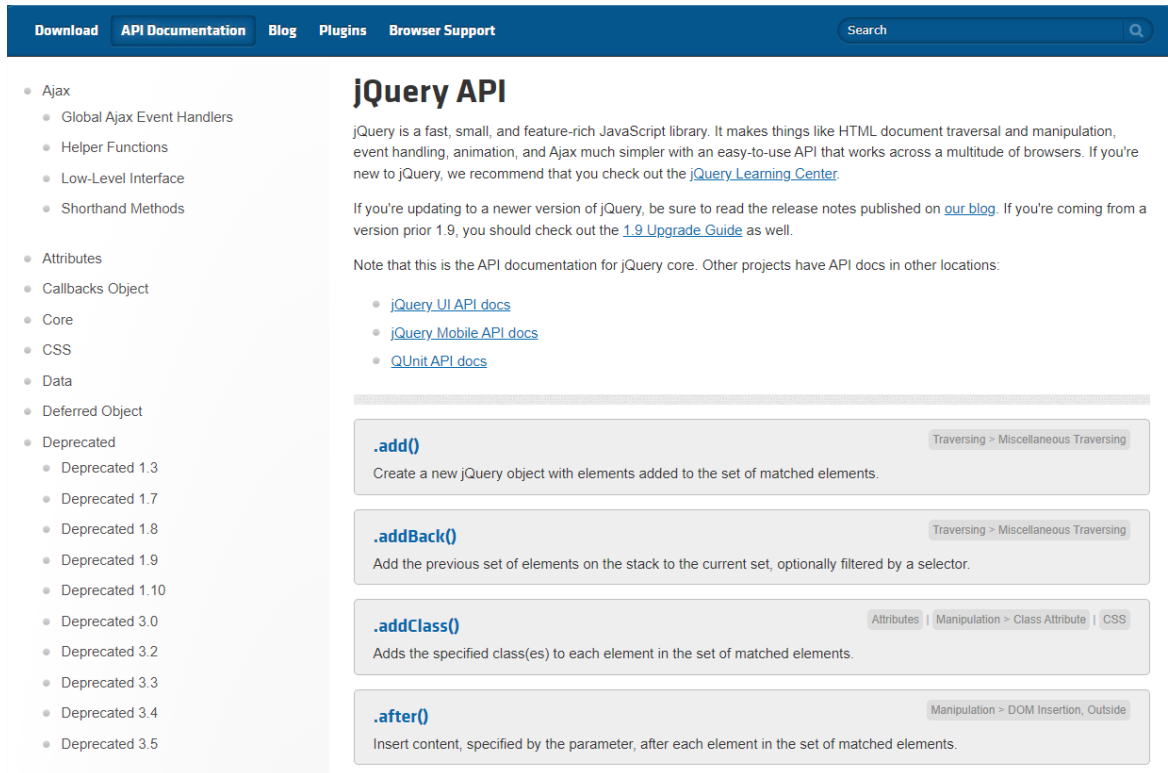 Download API Documentation Blog Plugins Browser Support Search
Ajax
Global Ajax Event Handlers
Helper Functions
Low-Level Interface
Shorthand Methods
Attributes
Callbacks Object
Core
CSS
Data
Deferred Object
Deprecated
Deprecated 1.3
Deprecated 1.7
Deprecated 1.8
Deprecated 1.9
Deprecated 1.10
Deprecated 3.0
Deprecated 3.2
Deprecated 3.3
Deprecated 3.4
Deprecated 3.5
jQuery API
jQuery is a fast, small, and feature-rich JavaScript library. It makes things like HTML document traversal and manipulation,
event handling, animation, and Ajax much simpler with an easy-to-use API that works across a multitude of browsers. If you're
new to jQuery, we recommend that you check out the jQuery Learning Center.
If you're updating to a newer version of jQuery, be sure to read the release notes published on our blog. If you're coming from a
version prior 1.9, you should check out the 1.9 Upgrade Guide as well.
Note that this is the API documentation for jQuery core. Other projects have API docs in other locations:
jQuery UI API docs
jQuery Mobile API docs
QUnit API docs
.add()
Traversing > Miscellaneous Traversing
Create a new jQuery object with elements added to the set of matched elements.
.addBack()
Traversing > Miscellaneous Traversing
Add the previous set of elements on the stack to the current set, optionally filtered by a selector.
.addClass()
Attributes | Manipulation > Class Attribute | CSS
Adds the specified class(es) to each element in the set of matched elements.
.after()
Manipulation > DOM Insertion, Outside
Insert content, specified by the parameter, after each element in the set of matched elements.